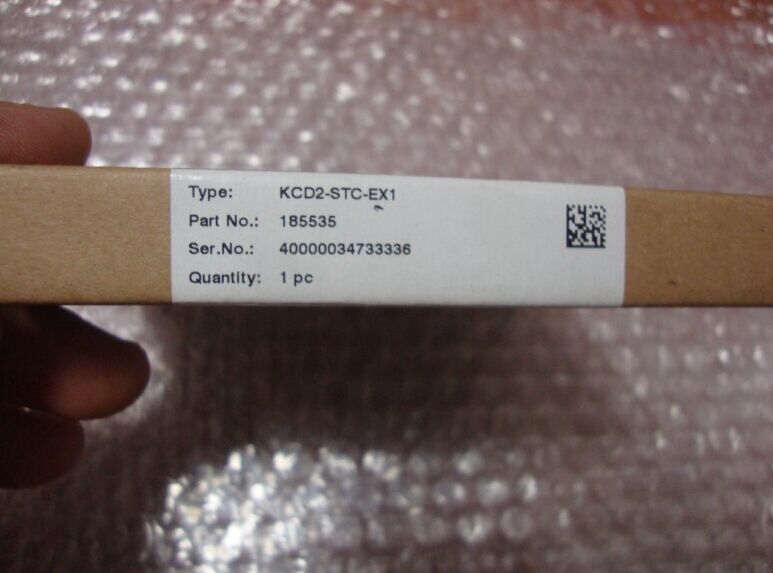 Type: KCD2-STC-EX1
Part No.: 185535
Ser.No.: 40000034733336
Quantity: 1 pc